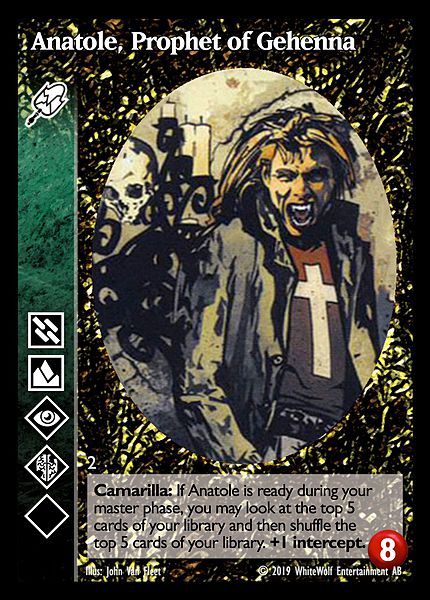 Anatole, Prophet of Gehenna
2
Camarilla: If Anatole is ready during your
master phase, you may look at the top 5
cards of your library and then shuffle the
top 5 cards of your library. +1 intercept.
8
Illus: John Van Fleet
© 2019 WhiteWolf Entertainment AB